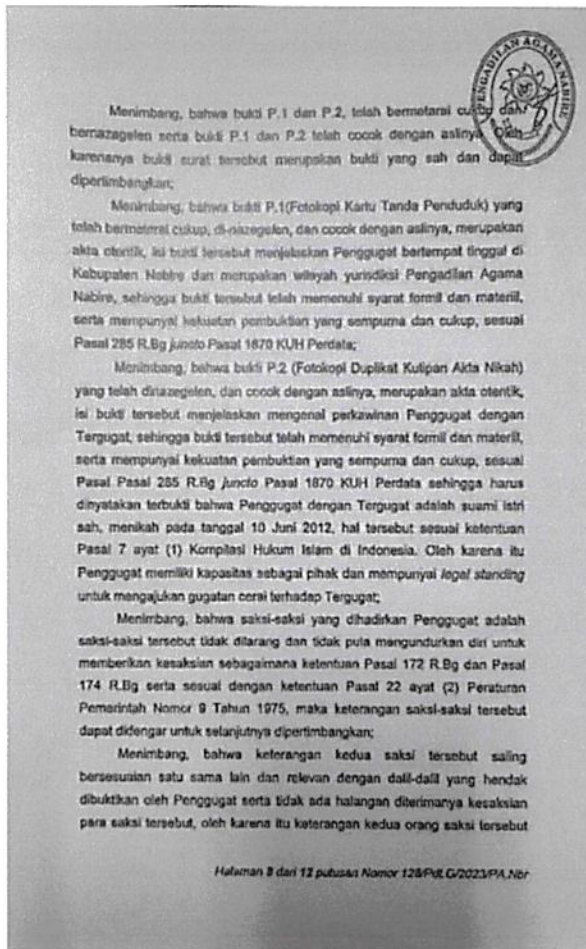 PENGADILAN AGAMA NABIRE
Menimbang, bahwa bukti P.1 dan P.2, telah bermetarai cukup dan
bernazagelen serta bukti P.1 dan P.2 telah cocok dengan aslinya. Oleh
karenanya bukti surat tersebut merupakan bukti yang sah dan dapat
dipertimbangkan;
Menimbang, bahwa bukti P.1(Fotokopi Kartu Tanda Penduduk) yang
telah bermeterai cukup, di-nazegelen, dan cocok dengan aslinya, merupakan
akta otentik, isi bukti tersebut menjelaskan Penggugat bertempat tinggal di
Kabupaten Nabire dan merupakan wilayah yurisdiksi Pengadilan Agama
Nabire, sehingga bukti tersebut telah memenuhi syarat formil dan materiil,
serta mempunyai kekuatan pembuktian yang sempurna dan cukup, sesuai
Pasal 285 R.Bg juncto Pasal 1870 KUH Perdata;
Menimbang, bahwa bukti P.2 (Fotokopi Duplikat Kutipan Akta Nikah)
yang telah dinazegelen, dan cocok dengan aslinya, merupakan akta otentik,
isi bukti tersebut menjelaskan mengenai perkawinan Penggugat dengan
Tergugat, sehingga bukti tersebut telah memenuhi syarat formil dan materiil,
serta mempunyai kekuatan pembuktian yang sempurna dan cukup, sesuai
Pasal Pasal 285 R.Bg juncto Pasal 1870 KUH Perdata sehingga harus
dinyatakan terbukti bahwa Penggugat dengan Tergugat adalah suami istri
sah, menikah pada tanggal 10 Juni 2012, hal tersebut sesuai ketentuan
Pasal 7 ayat (1) Kompilasi Hukum Islam di Indonesia. Oleh karena itu
Penggugat memiliki kapasitas sebagai pihak dan mempunyai legal standing
untuk mengajukan gugatan cerai terhadap Tergugat;
Menimbang, bahwa saksi-saksi yang dihadirkan Penggugat adalah
saksi-saksi tersebut tidak dilarang dan tidak pula mengundurkan diri untuk
memberikan kesaksian sebagaimana ketentuan Pasal 172 R.Bg dan Pasal
174 R.Bg serta sesuai dengan ketentuan Pasal 22 ayat (2) Peraturan
Pemerintah Nomor 9 Tahun 1975, maka keterangan saksi-saksi tersebut
dapat didengar untuk selanjutnya dipertimbangkan;
Menimbang, bahwa keterangan kedua saksi tersebut saling
bersesuaian satu sama lain dan relevan dengan dalil-dalil yang hendak
dibuktikan oleh Penggugat serta tidak ada halangan diterimanya kesaksian
para saksi tersebut, oleh karena itu keterangan kedua orang saksi tersebut
Halaman 8 dari 12 putusan Nomor 128/Pdt.G/2023/PA.Nbr